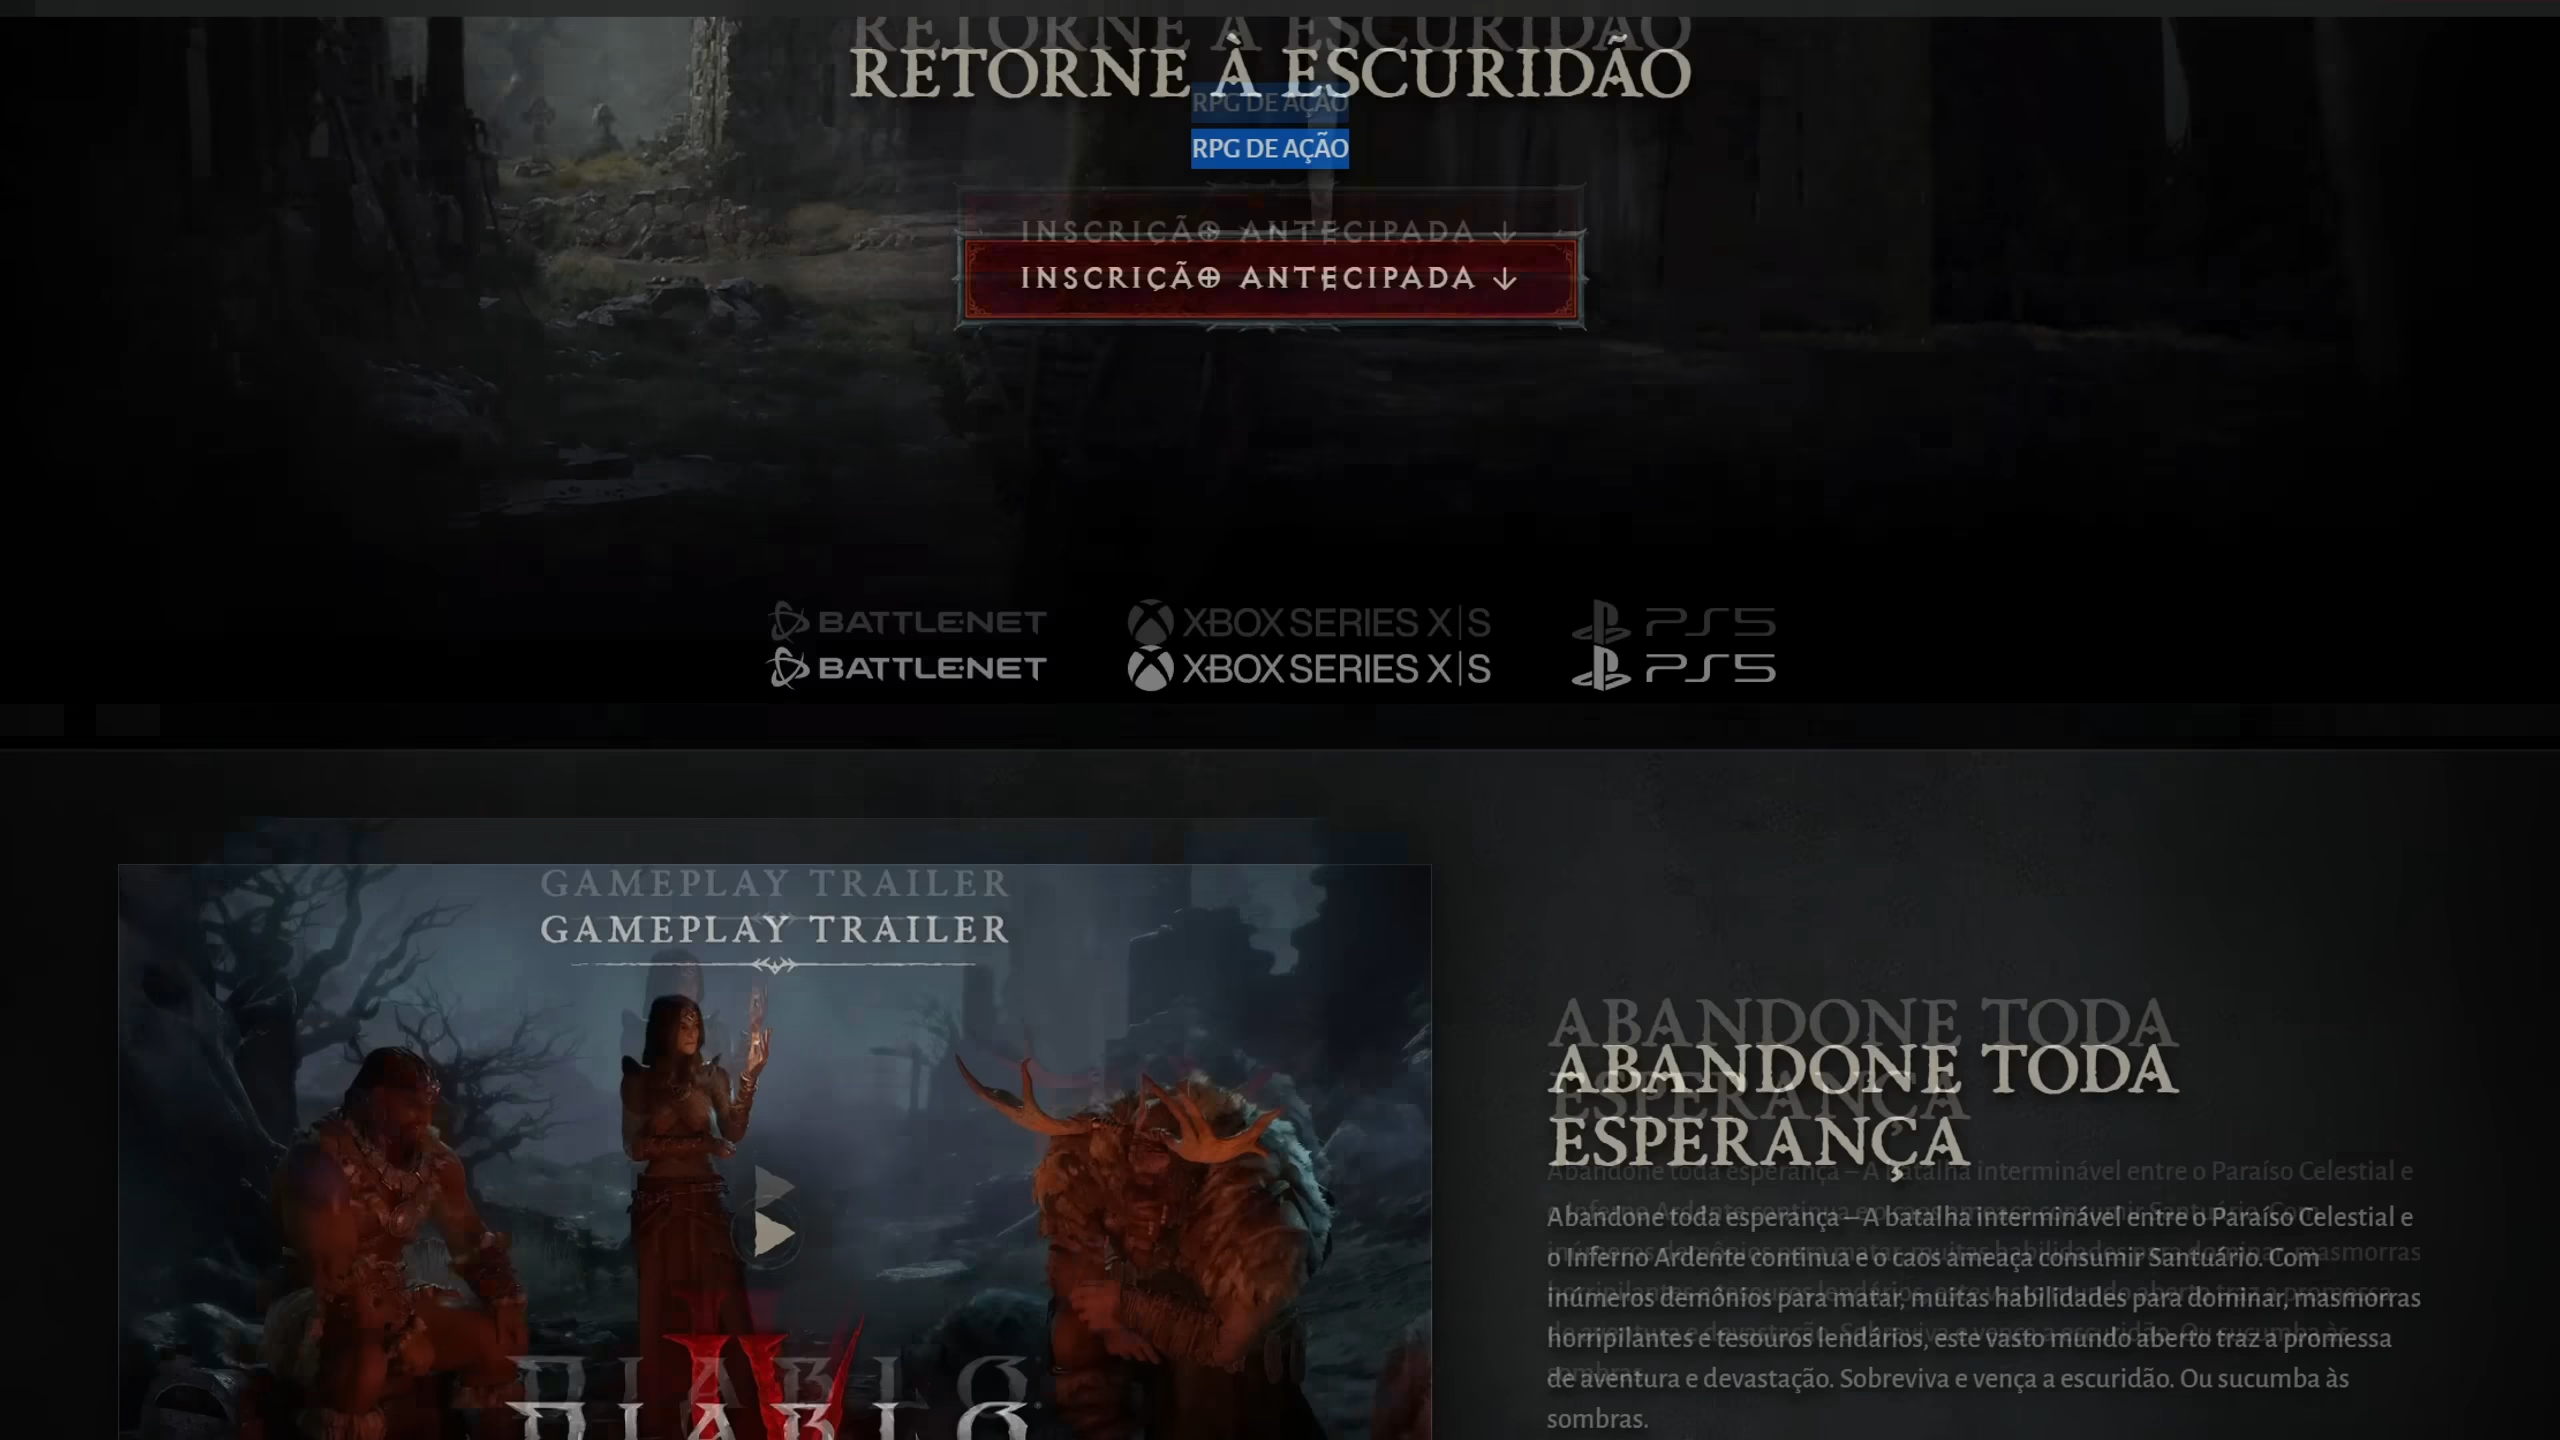 RETORNE À ESCURIDÃO
RPG DE AÇÃO
INSCRIÇÃO ANTECIPADA ↓
BATTLE.NET
XBOX SERIES X|S
PS5
GAMEPLAY TRAILER
DIABLO
IV
ABANDONE TODA
ESPERANÇA
Abandone toda esperança – A batalha interminável entre o Paraíso Celestial e
o Inferno Ardente continua e o caos ameaça consumir Santuário. Com
inúmeros demônios para matar, muitas habilidades para dominar, masmorras
horripilantes e tesouros lendários, este vasto mundo aberto traz a promessa
de aventura e devastação. Sobreviva e vença a escuridão. Ou sucumba às
sombras.